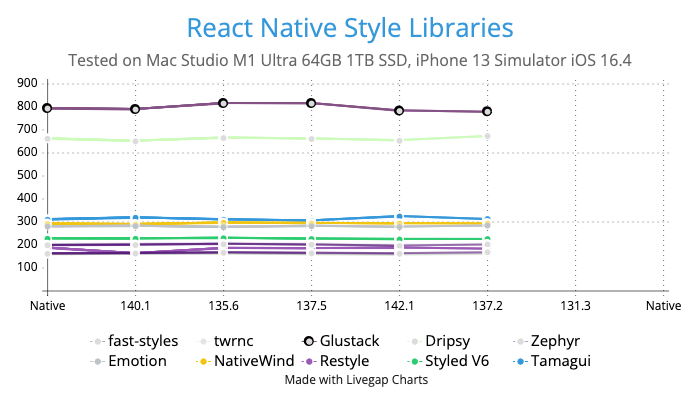 React Native Style Libraries
Tested on Mac Studio M1 Ultra 64GB 1TB SSD, iPhone 13 Simulator iOS 16.4
900
800
700
600
500
400
300
200
100
Native 140.1 135.6 137.5 142.1 137.2 131.3 Native
fast-styles twrnc Glustack Dripsy Zephyr
Emotion NativeWind Restyle Styled V6 Tamagui
Made with Livegap Charts